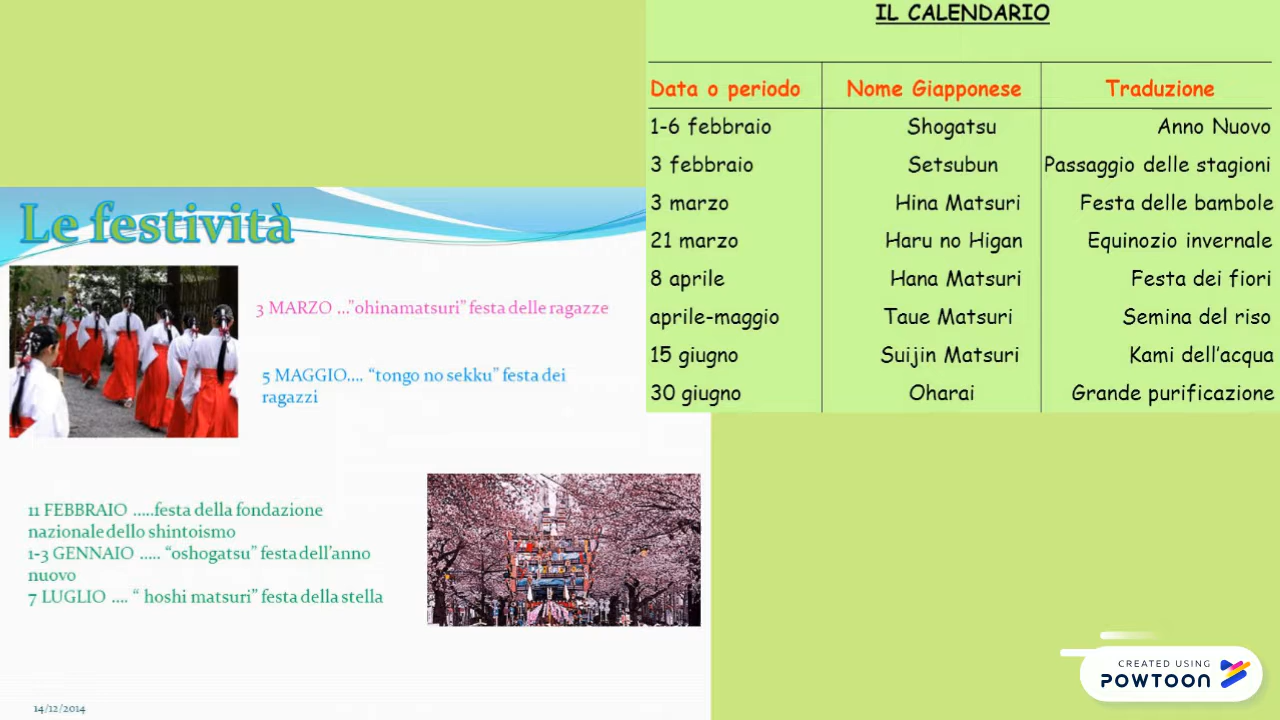 IL CALENDARIO
Data o periodo Nome Giapponese Traduzione
1-6 febbraio Shogatsu Anno Nuovo
3 febbraio Setsubun Passaggio delle stagioni
3 marzo Hina Matsuri Festa delle bambole
21 marzo Haru no Higan Equinozio invernale
8 aprile Hana Matsuri Festa dei fiori
aprile-maggio Taue Matsuri Semina del riso
15 giugno Suijin Matsuri Kami dell'acqua
30 giugno Oharai Grande purificazione
Le festività
3 MARZO ..."ohinamatsuri" festa delle ragazze
5 MAGGIO.... "tongo no sekku" festa dei
ragazzi
11 FEBBRAIO .....festa della fondazione
nazionale dello shintoismo
1-3 GENNAIO ..... "oshogatsu" festa dell'anno
nuovo
7 LUGLIO .... " hoshi matsuri" festa della stella
14/12/2014
CREATED USING
POWTOON